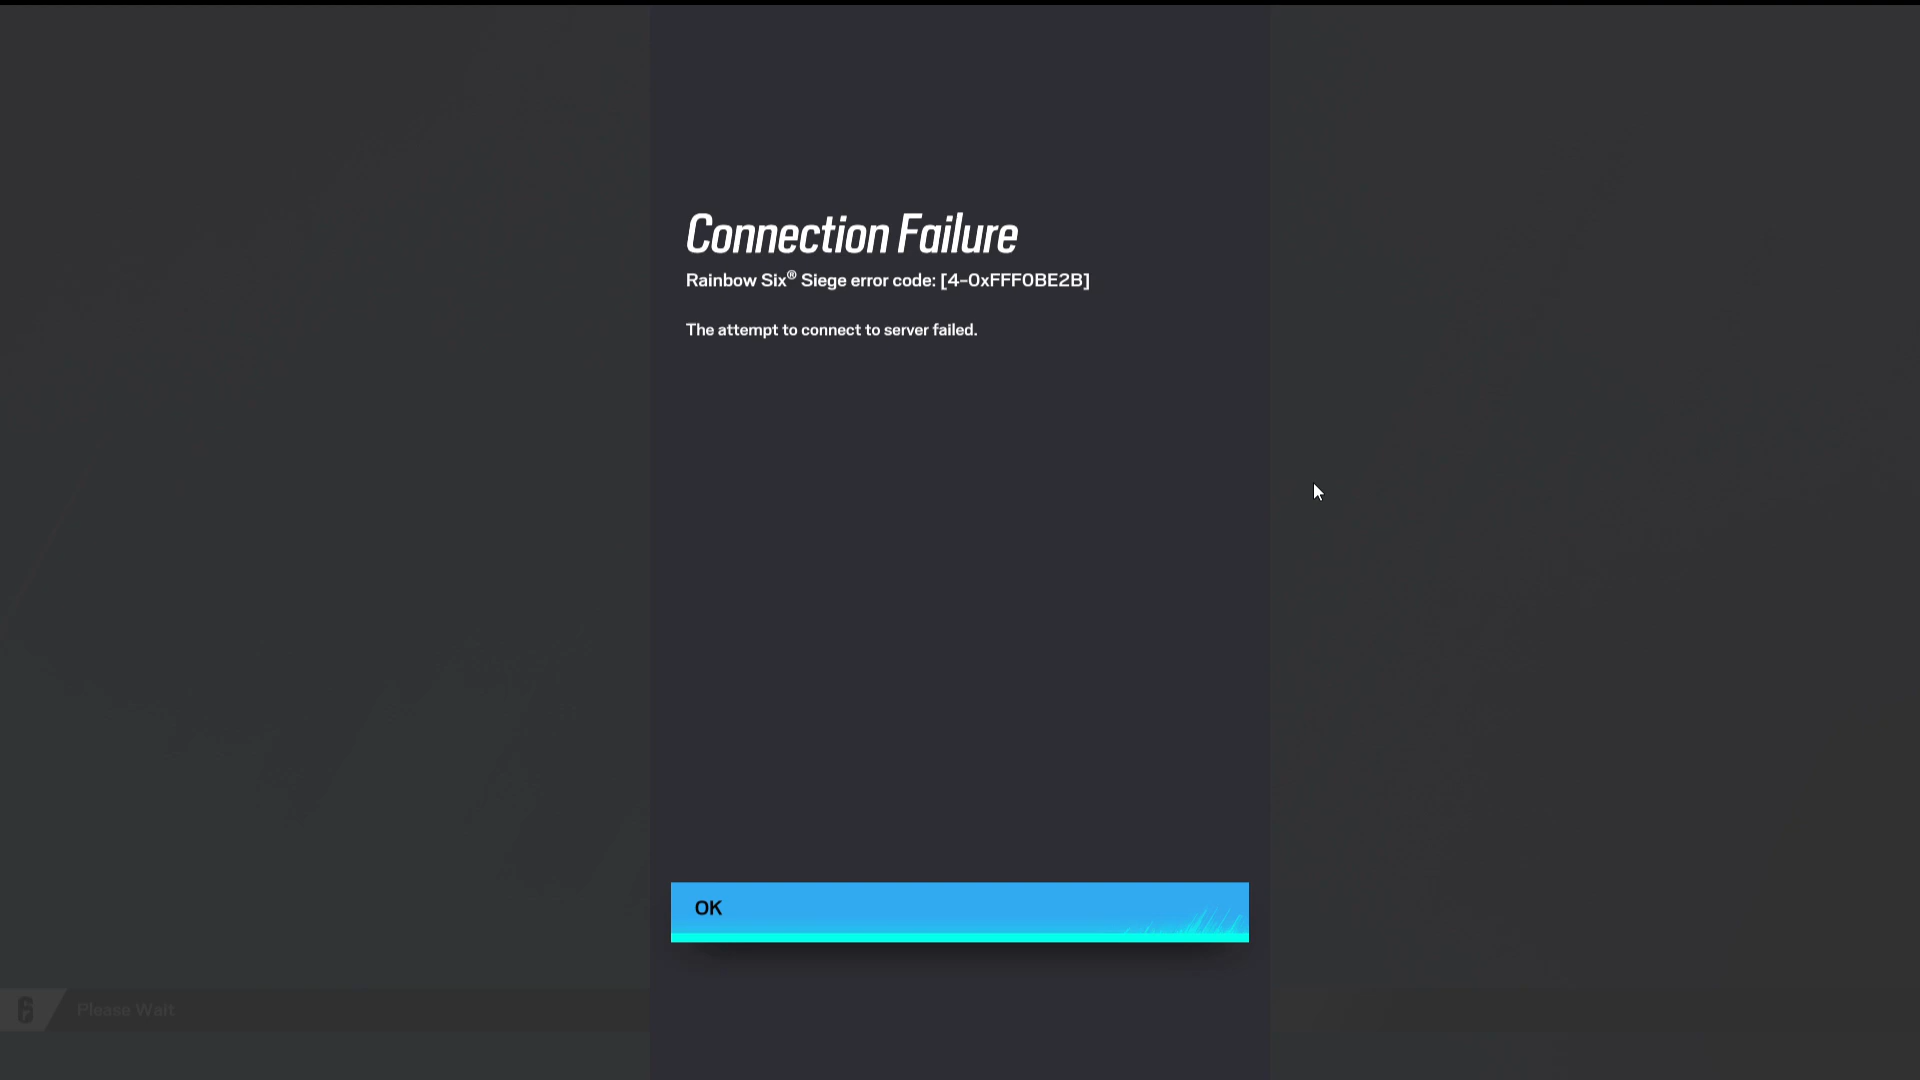 Connection Failure
Rainbow Six® Siege error code: [4-0xFFF0BE2B]
The attempt to connect to server failed.
OK
6 Please Wait